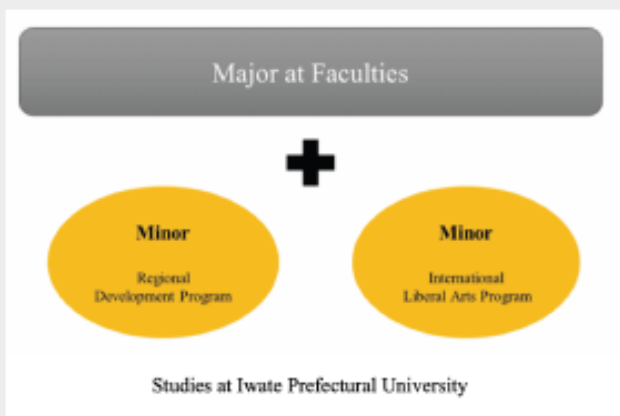 Major at Faculties
Minor
Regional
Development Program
Minor
International
Liberal Arts Program
Studies at Iwate Prefectural University